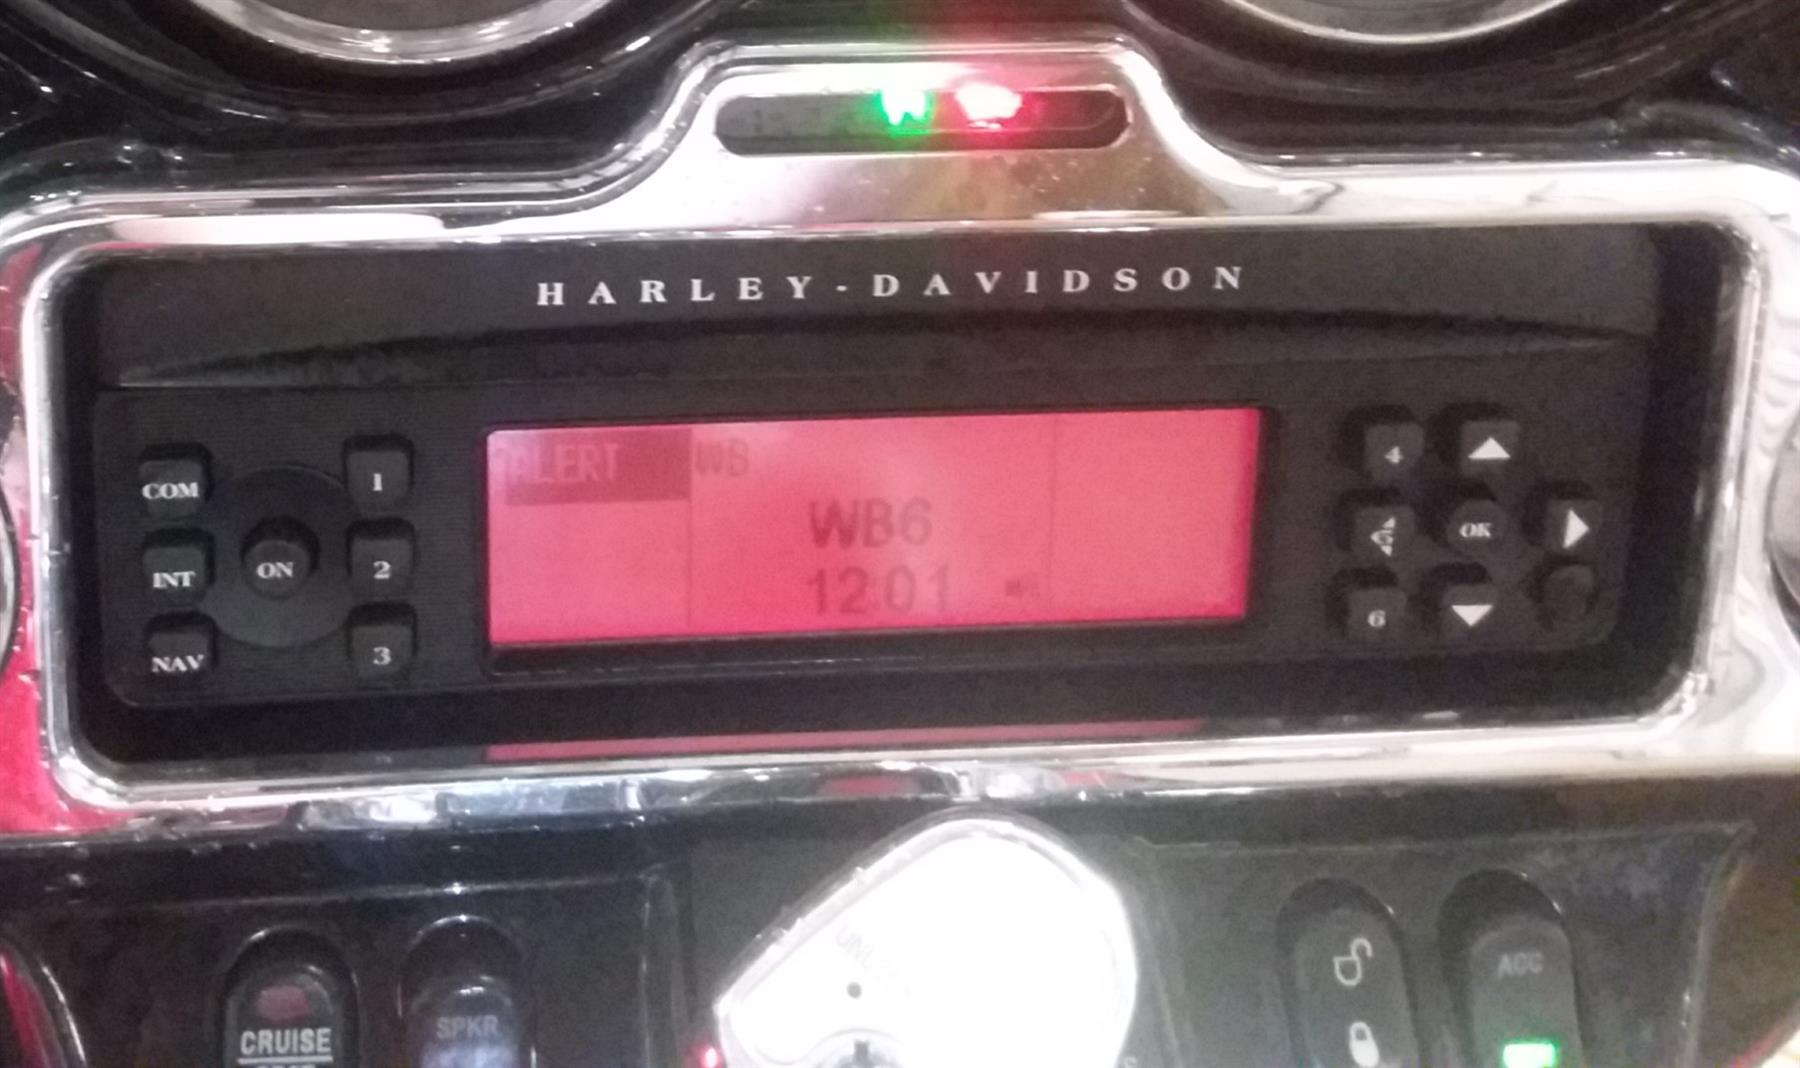 HARLEY-DAVIDSON
ALERT WB
WB6
12:01
COM
INT
NAV
ON
1
2
3
4
5
6
OK
CRUISE
SPKR
ACC